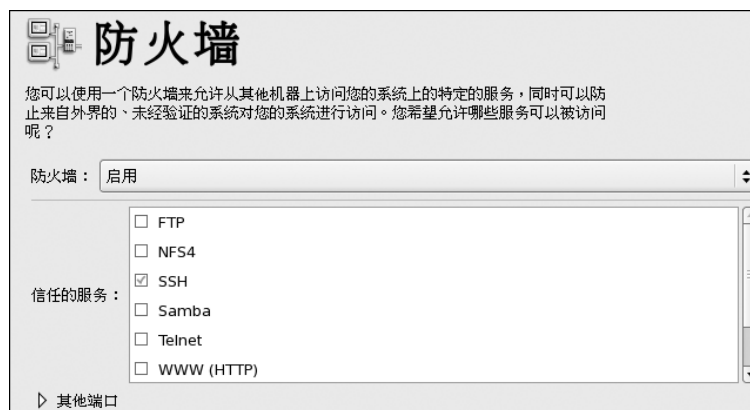 防火墙
您可以使用一个防火墙来允许从其他机器上访问您的系统上的特定的服务，同时可以防
止来自外界的、未经验证的系统对您的系统进行访问。您希望允许哪些服务可以被访问
呢？
防火墙： 启用
FTP
NFS4
SSH
信任的服务：
Samba
Telnet
WWW (HTTP)
其他端口